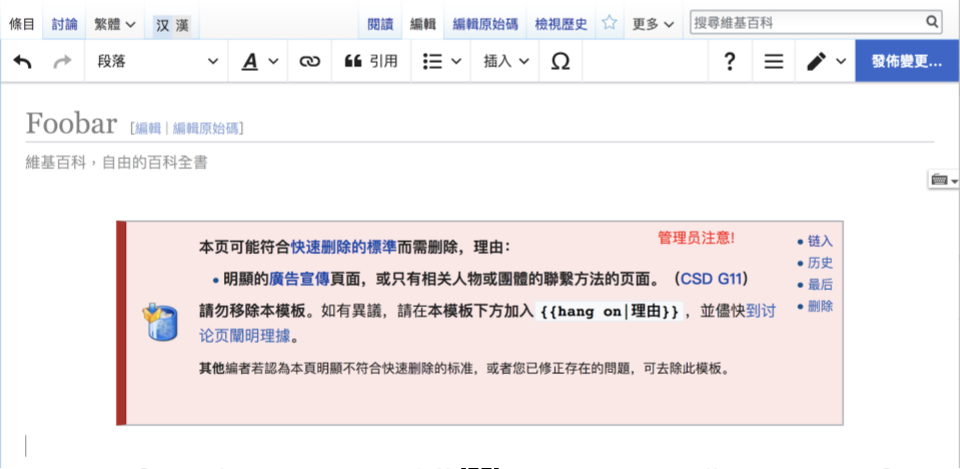 條目 討論 繁體 汉 漢 閱讀 編輯 編輯原始碼 檢視歷史 更多 搜尋維基百科
段落 A 引用 插入 Ω ? 發佈變更...
Foobar [編輯 | 編輯原始碼]
維基百科，自由的百科全書
本页可能符合快速刪除的標準而需刪除，理由：
管理员注意!
• 明顯的廣告宣傳頁面，或只有相关人物或團體的聯繫方法的页面。（CSD G11）
請勿移除本模板。如有異議，請在本模板下方加入 {{hang on|理由}} ，並儘快到讨
论页闡明理據。
其他編者若認為本頁明顯不符合快速刪除的标准，或者您已修正存在的問題，可去除此模板。
• 链入
• 历史
• 最后
• 删除